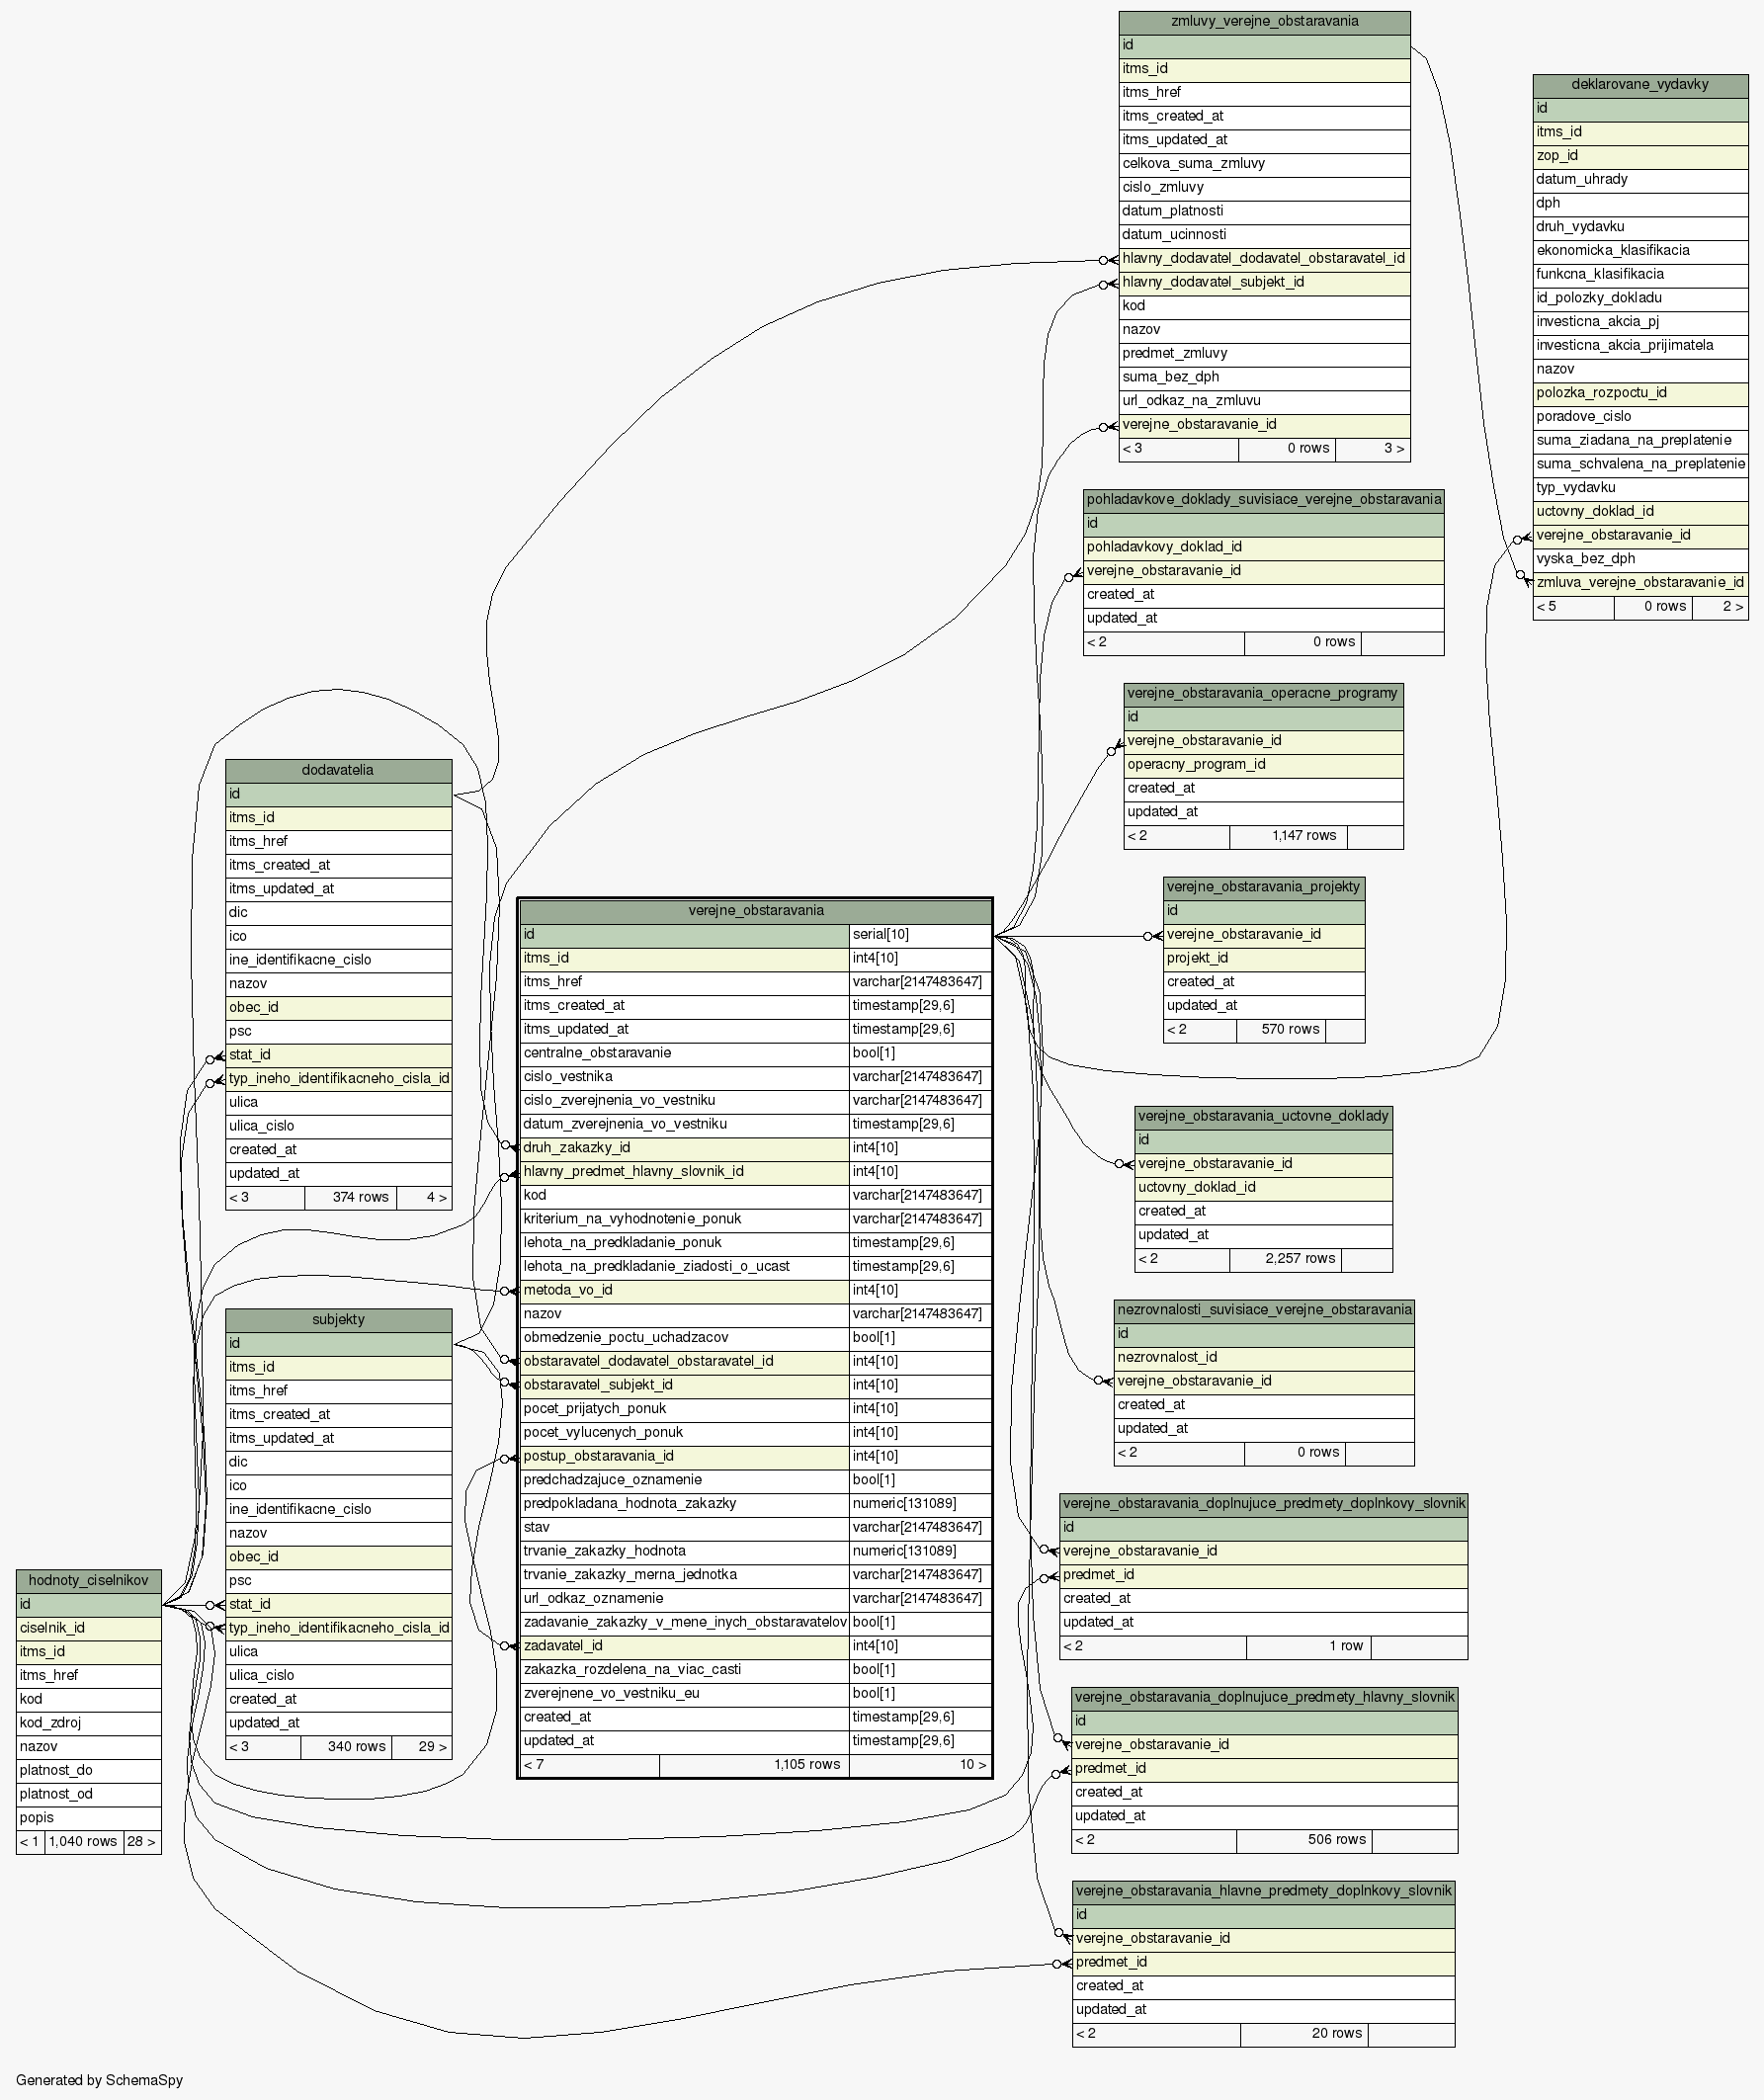 zmluvy_verejne_obstaravania
id
itms_id
itms_href
itms_created_at
itms_updated_at
celkova_suma_zmluvy
cislo_zmluvy
datum_platnosti
datum_ucinnosti
hlavny_dodavatel_dodavatel_obstaravatel_id
hlavny_dodavatel_subjekt_id
kod
nazov
predmet_zmluvy
suma_bez_dph
url_odkaz_na_zmluvu
verejne_obstaravanie_id
< 3 0 rows 3 >
deklarovane_vydavky
id
itms_id
zop_id
datum_uhrady
dph
druh_vydavku
ekonomicka_klasifikacia
funkcna_klasifikacia
id_polozky_dokladu
investicna_akcia_pj
investicna_akcia_prijimatela
nazov
polozka_rozpoctu_id
poradove_cislo
suma_ziadana_na_preplatenie
suma_schvalena_na_preplatenie
typ_vydavku
uctovny_doklad_id
verejne_obstaravanie_id
vyska_bez_dph
zmluva_verejne_obstaravanie_id
< 5 0 rows 2 >
pohladavkove_doklady_suvisiace_verejne_obstaravania
id
pohladavkovy_doklad_id
verejne_obstaravanie_id
created_at
updated_at
< 2 0 rows
verejne_obstaravania_operacne_programy
id
verejne_obstaravanie_id
operacny_program_id
created_at
updated_at
< 2 1,147 rows
dodavatelia
id
itms_id
itms_href
itms_created_at
itms_updated_at
dic
ico
ine_identifikacne_cislo
nazov
obec_id
psc
stat_id
typ_ineho_identifikacneho_cisla_id
ulica
ulica_cislo
created_at
updated_at
< 3 374 rows 4 >
verejne_obstaravania
id serial[10]
itms_id int4[10]
itms_href varchar[2147483647]
itms_created_at timestamp[29,6]
itms_updated_at timestamp[29,6]
centralne_obstaravanie bool[1]
cislo_vestnika varchar[2147483647]
cislo_zverejnenia_vo_vestniku varchar[2147483647]
datum_zverejnenia_vo_vestniku timestamp[29,6]
druh_zakazky_id int4[10]
hlavny_predmet_hlavny_slovnik_id int4[10]
kod varchar[2147483647]
kriterium_na_vyhodnotenie_ponuk varchar[2147483647]
lehota_na_predkladanie_ponuk timestamp[29,6]
lehota_na_predkladanie_ziadosti_o_ucast timestamp[29,6]
metoda_vo_id int4[10]
nazov varchar[2147483647]
obmedzenie_poctu_uchadzacov bool[1]
obstaravatel_dodavatel_obstaravatel_id int4[10]
obstaravatel_subjekt_id int4[10]
pocet_prijatych_ponuk int4[10]
pocet_vylucenych_ponuk int4[10]
postup_obstaravania_id int4[10]
predchadzajuce_oznamenie bool[1]
predpokladana_hodnota_zakazky numeric[131089]
stav varchar[2147483647]
trvanie_zakazky_hodnota numeric[131089]
trvanie_zakazky_merna_jednotka varchar[2147483647]
url_odkaz_oznamenie varchar[2147483647]
zadavanie_zakazky_v_mene_inych_obstaravatelov bool[1]
zadavatel_id int4[10]
zakazka_rozdelena_na_viac_casti bool[1]
zverejnene_vo_vestniku_eu bool[1]
created_at timestamp[29,6]
updated_at timestamp[29,6]
< 7 1,105 rows 10 >
verejne_obstaravania_projekty
id
verejne_obstaravanie_id
projekt_id
created_at
updated_at
< 2 570 rows
verejne_obstaravania_uctovne_doklady
id
verejne_obstaravanie_id
uctovny_doklad_id
created_at
updated_at
< 2 2,257 rows
subjekty
id
itms_id
itms_href
itms_created_at
itms_updated_at
dic
ico
ine_identifikacne_cislo
nazov
obec_id
psc
stat_id
typ_ineho_identifikacneho_cisla_id
ulica
ulica_cislo
created_at
updated_at
< 3 340 rows 29 >
nezrovnalosti_suvisiace_verejne_obstaravania
id
nezrovnalost_id
verejne_obstaravanie_id
created_at
updated_at
< 2 0 rows
verejne_obstaravania_doplnujuce_predmety_doplnkovy_slovnik
id
verejne_obstaravanie_id
predmet_id
created_at
updated_at
< 2 1 row
hodnoty_ciselnikov
id
ciselnik_id
itms_id
itms_href
kod
kod_zdroj
nazov
platnost_do
platnost_od
popis
< 1 1,040 rows 28 >
verejne_obstaravania_doplnujuce_predmety_hlavny_slovnik
id
verejne_obstaravanie_id
predmet_id
created_at
updated_at
< 2 506 rows
verejne_obstaravania_hlavne_predmety_doplnkovy_slovnik
id
verejne_obstaravanie_id
predmet_id
created_at
updated_at
< 2 20 rows
Generated by SchemaSpy